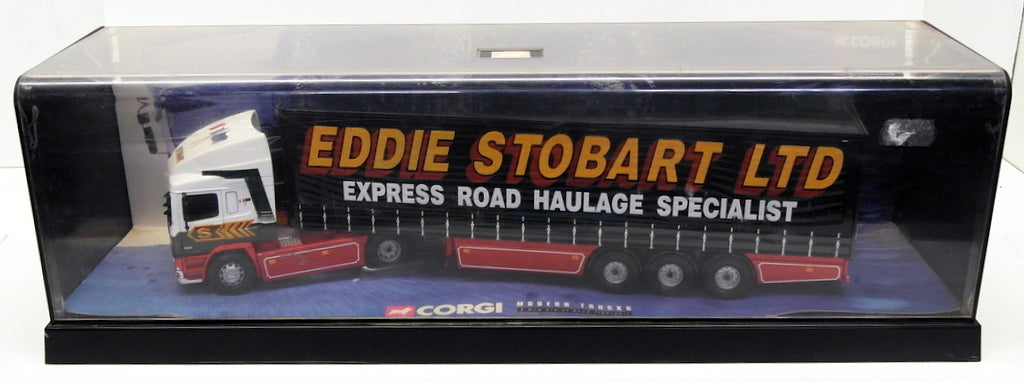 CORGI
EDDIE STOBART LTD
EXPRESS ROAD HAULAGE SPECIALIST
S
CORGI MODERN TRUCKS